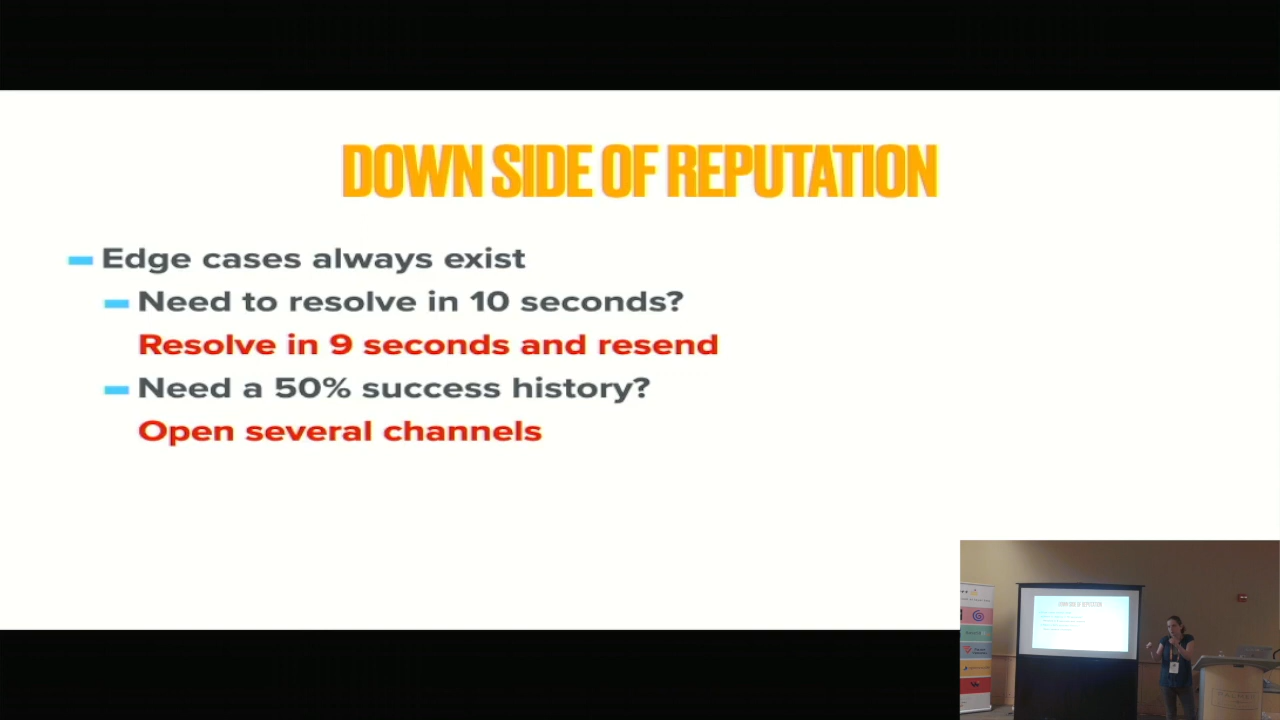 DOWN SIDE OF REPUTATION
Edge cases always exist
Need to resolve in 10 seconds?
Resolve in 9 seconds and resend
Need a 50% success history?
Open several channels